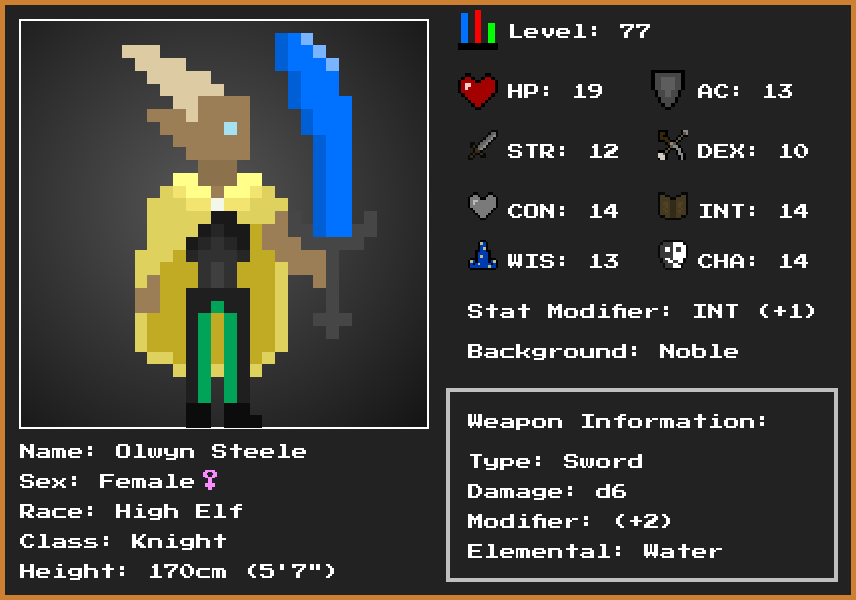 Level: 77
HP: 19 AC: 13
STR: 12 DEX: 10
CON: 14 INT: 14
WIS: 13 CHA: 14
Stat Modifier: INT (+1)
Background: Noble
Weapon Information:
Type: Sword
Damage: d6
Modifier: (+2)
Elemental: Water
Name: Olwyn Steele
Sex: Female♀
Race: High Elf
Class: Knight
Height: 170cm (5'7")